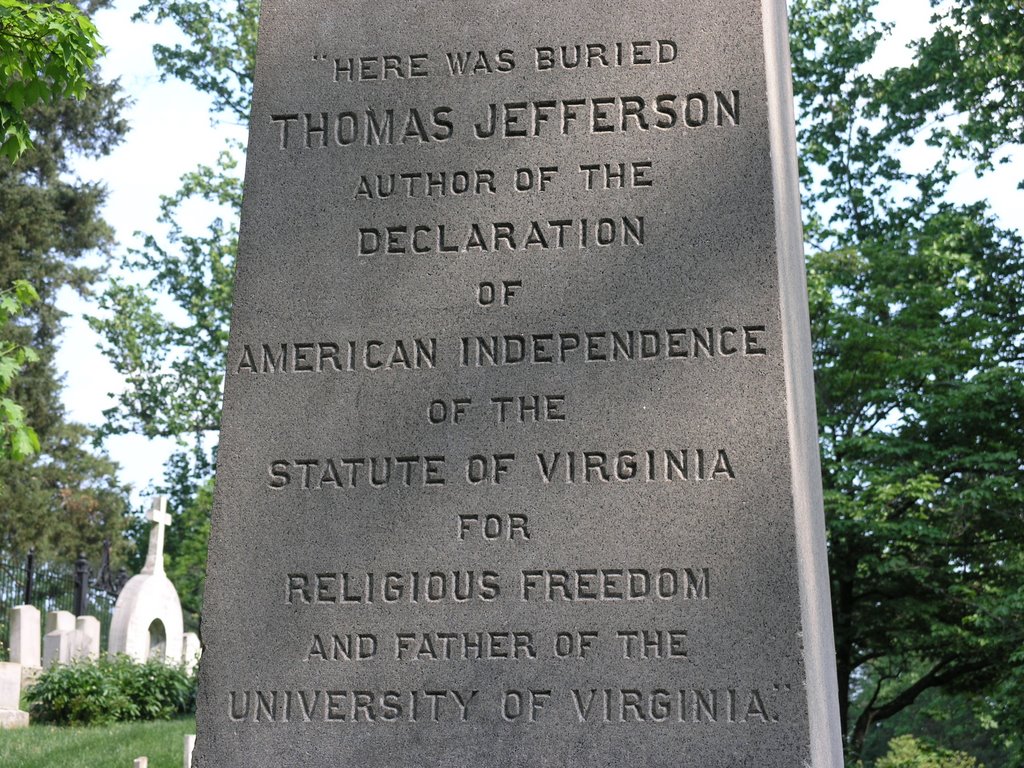 "HERE WAS BURIED
THOMAS JEFFERSON
AUTHOR OF THE
DECLARATION
OF
AMERICAN INDEPENDENCE
OF THE
STATUTE OF VIRGINIA
FOR
RELIGIOUS FREEDOM
AND FATHER OF THE
UNIVERSITY OF VIRGINIA."